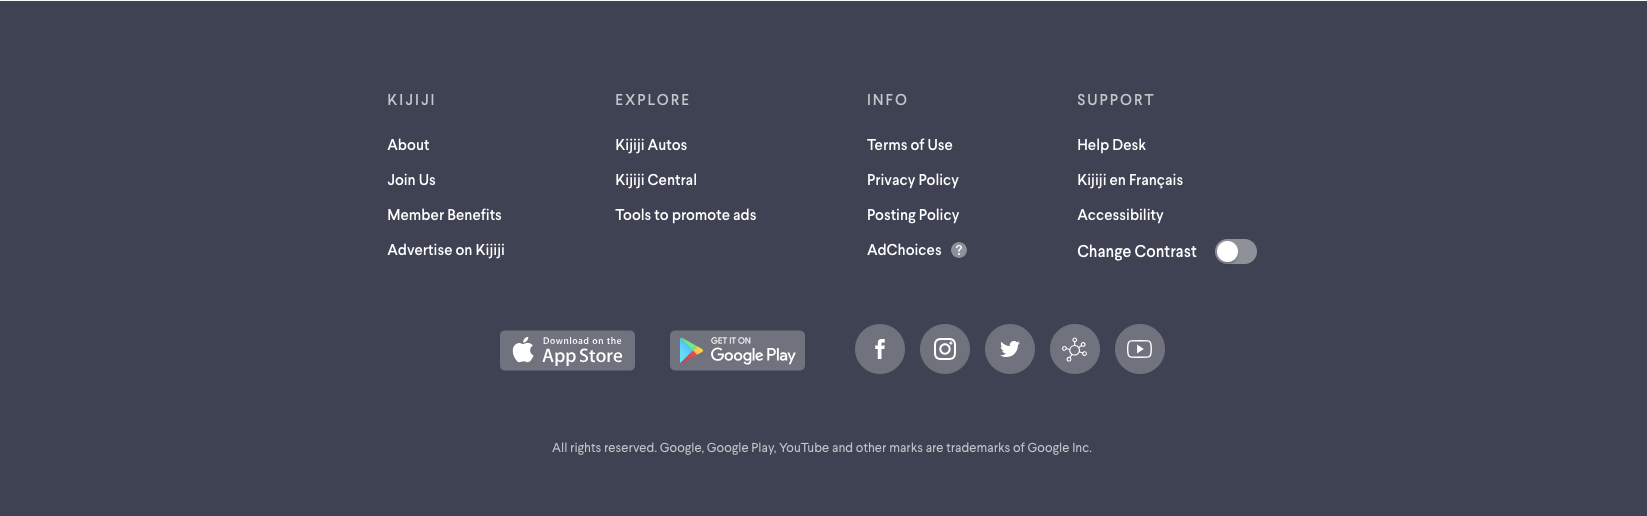 KIJIJI
About
Join Us
Member Benefits
Advertise on Kijiji
EXPLORE
Kijiji Autos
Kijiji Central
Tools to promote ads
INFO
Terms of Use
Privacy Policy
Posting Policy
AdChoices ?
SUPPORT
Help Desk
Kijiji en Français
Accessibility
Change Contrast
Download on the
App Store
GET IT ON
Google Play
All rights reserved. Google, Google Play, YouTube and other marks are trademarks of Google Inc.